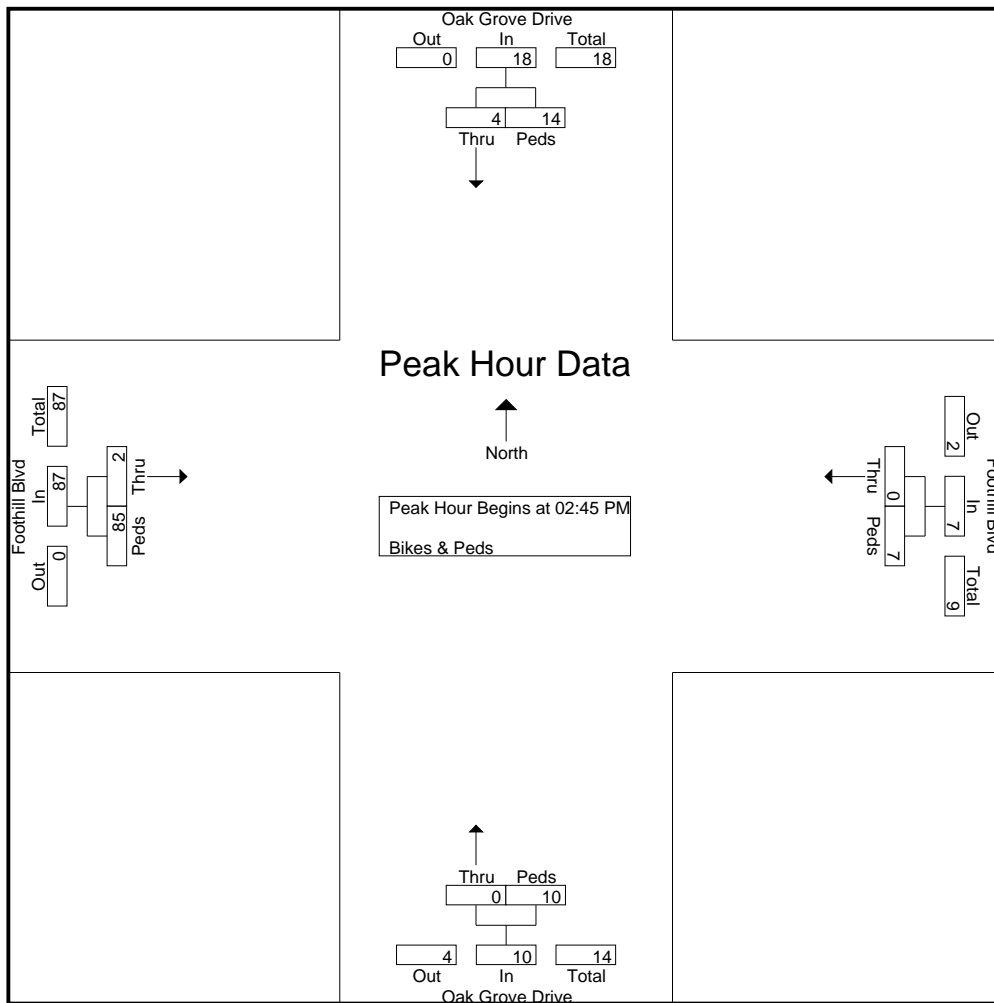 Oak Grove Drive
Out In Total
0 18 18
4 14
Thru Peds
Peak Hour Data
North
Peak Hour Begins at 02:45 PM
Bikes & Peds
Foothill Blvd
Out In Total
0 87 87
85 2
Peds Thru
Foothill Blvd
Out In Total
2 7 9
0 7
Thru Peds
Thru Peds
0 10
4 10 14
Out In Total
Oak Grove Drive